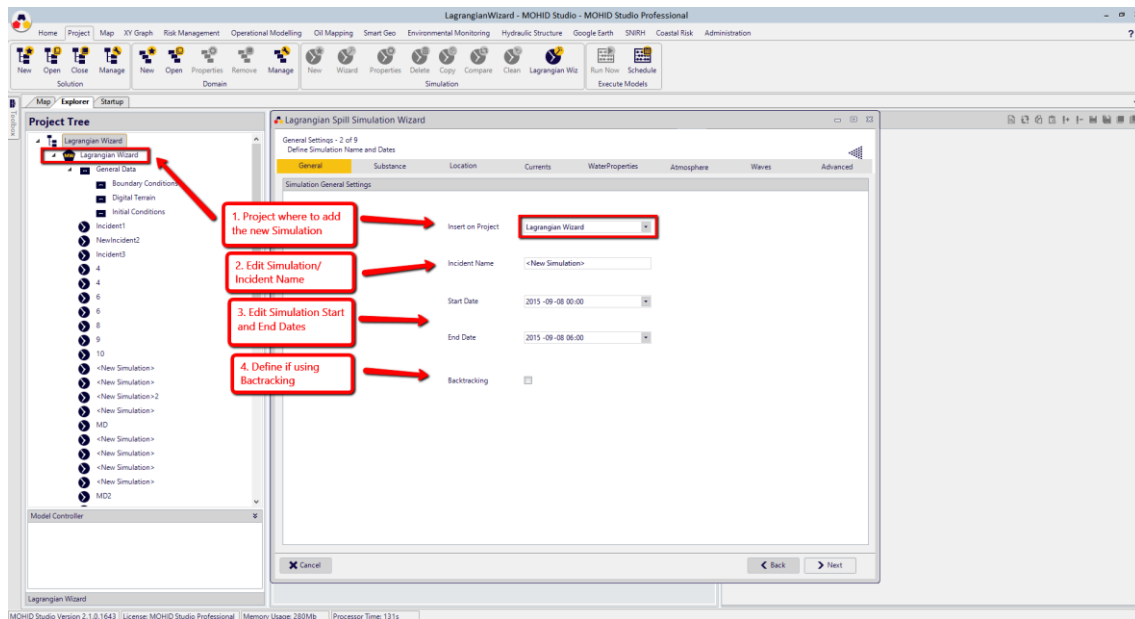 LagrangianWizard - MOHID Studio - MOHID Studio Professional
Home Project Map XY Graph Risk Management Operational Modelling Oil Mapping Smart Geo Environmental Monitoring Hydraulic Structure Google Earth SNIRH Coastal Risk Administration ?
New Open Close Manage New Open Properties Remove Manage New Wizard Properties Delete Copy Compare Clean Lagrangian Wiz Run Now Schedule
Solution Domain Simulation Execute Models
Map Explorer Startup
Toolbox
Project Tree
Lagrangian Wizard
Lagrangian Wizard
General Data
Boundary Conditions
Digital Terrain
Initial Conditions
Incident1
NewIncident2
Incident3
4
4
6
6
8
9
10
<New Simulation>
<New Simulation>
<New Simulation>2
<New Simulation>
MD
<New Simulation>
<New Simulation>
<New Simulation>
<New Simulation>
MD2
Model Controller
Lagrangian Wizard
Lagrangian Spill Simulation Wizard
General Settings - 2 of 9
Define Simulation Name and Dates
General Substance Location Currents WaterProperties Atmosphere Waves Advanced
Simulation General Settings
1. Project where to add
the new Simulation
Insert on Project Lagrangian Wizard
2. Edit Simulation/
Incident Name
Incident Name <New Simulation>
3. Edit Simulation Start
and End Dates
Start Date 2015 -09 -08 00:00
End Date 2015 -09 -08 06:00
4. Define if using
Bactracking
Backtracking
Cancel Back Next
MOHID Studio Version 2.1.0.1643 License: MOHID Studio Professional Memory Usage: 280Mb Processor Time: 131s